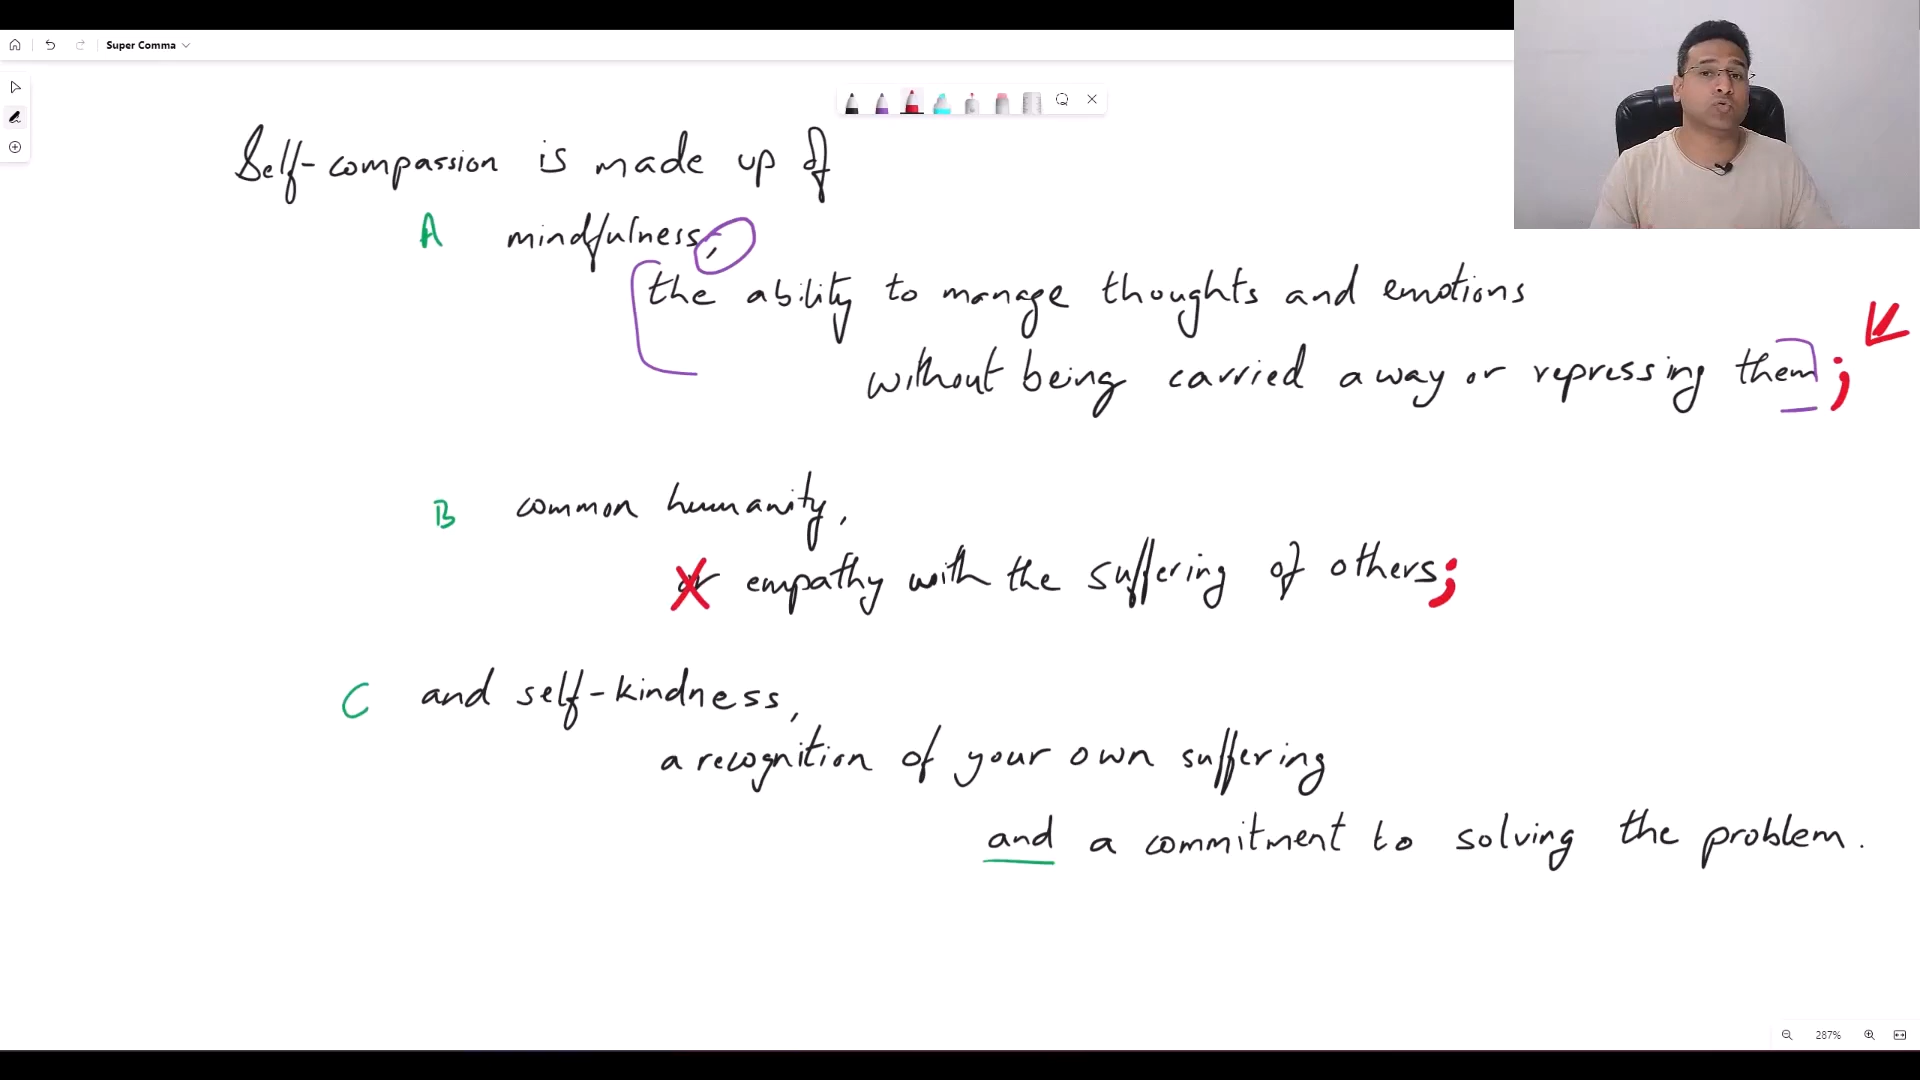 Super Comma
Self-compassion is made up of
A mindfulness,
the ability to manage thoughts and emotions
without being carried away or repressing them;
B common humanity,
or empathy with the suffering of others;
C and self-kindness,
a recognition of your own suffering
and a commitment to solving the problem.
287%